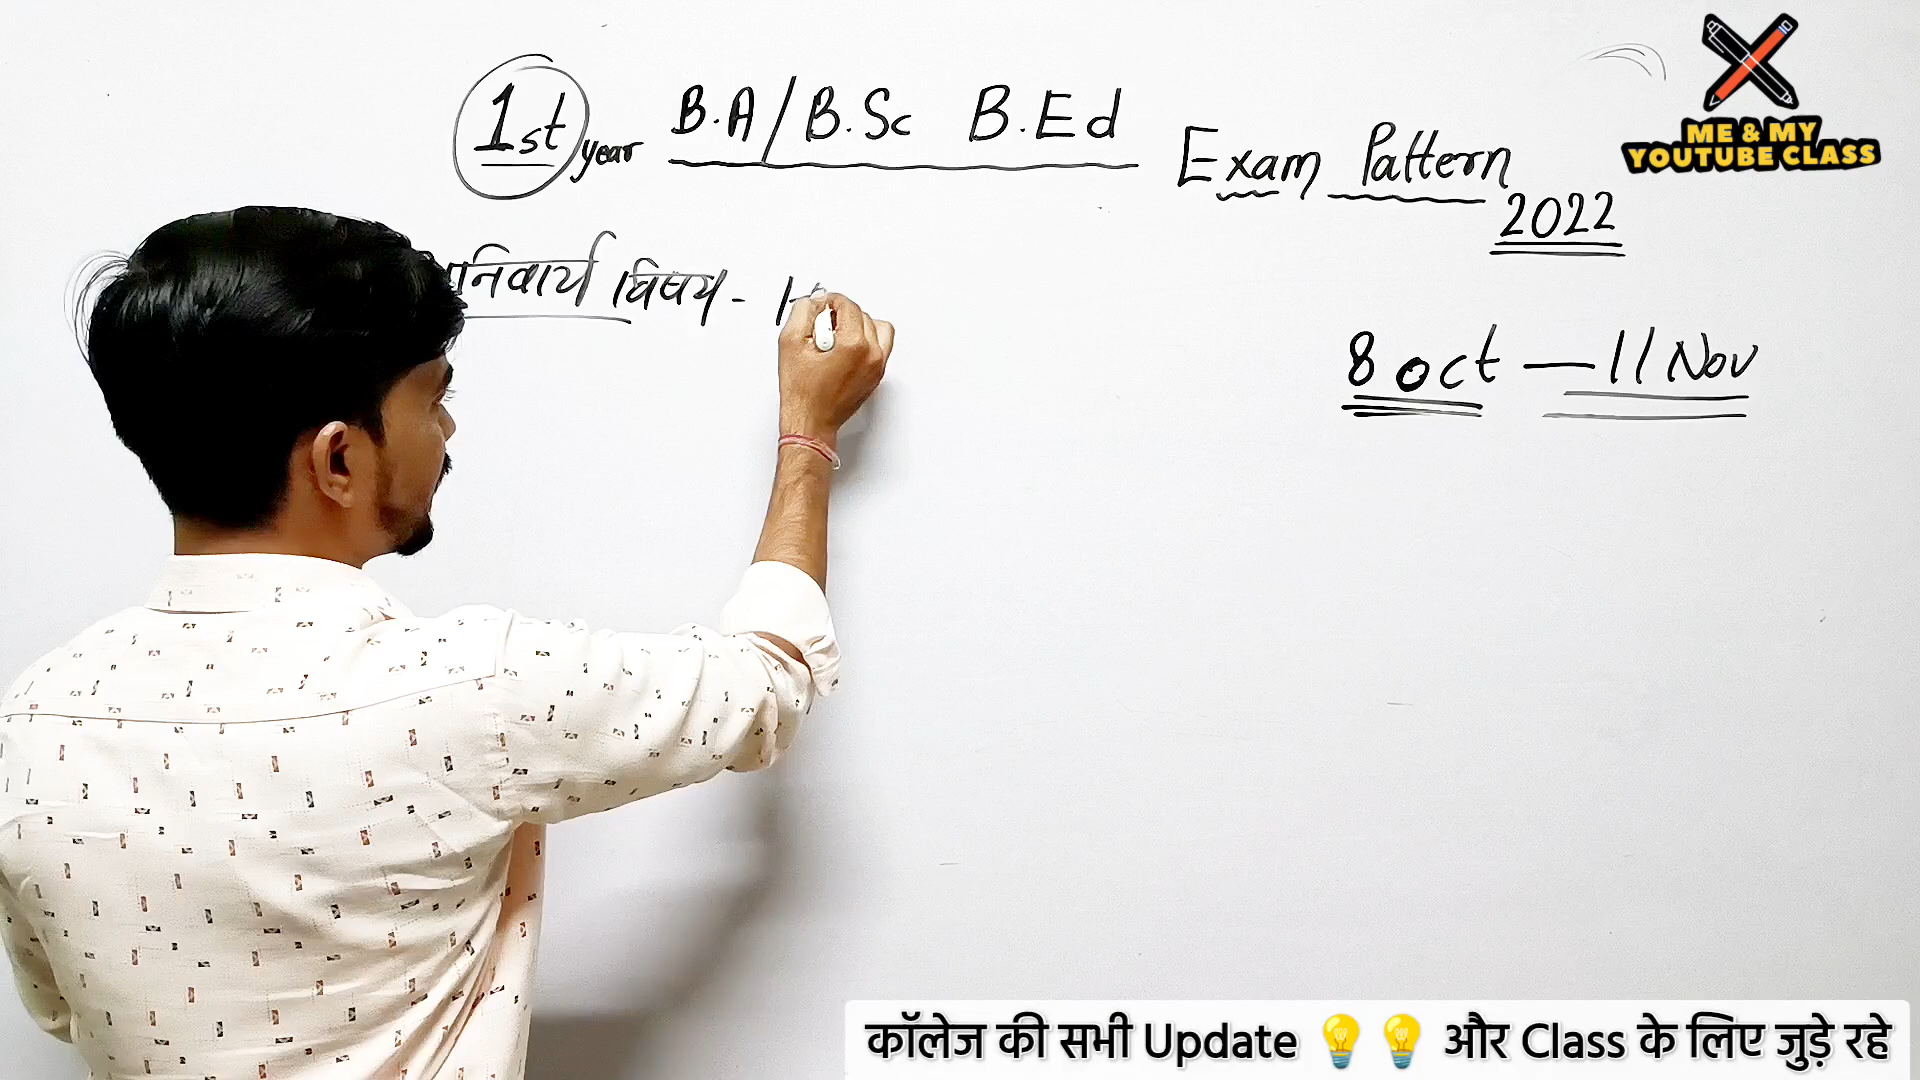 1st year B.A/B.Sc B.Ed Exam Pattern
2022
विषय -
8 oct — 11 Nov
ME & MY
YOUTUBE CLASS
कॉलेज की सभी Update 💡💡 और Class के लिए जुड़े रहे